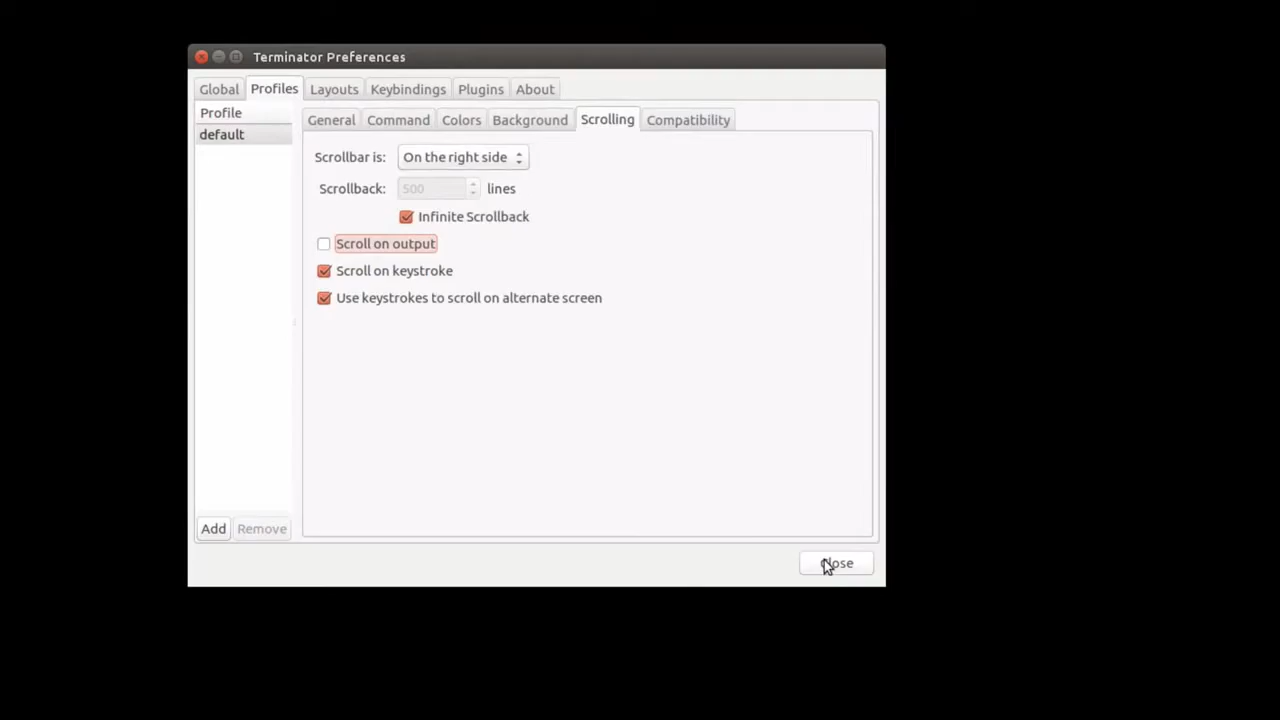 Terminator Preferences
Global Profiles Layouts Keybindings Plugins About
Profile
default
General Command Colors Background Scrolling Compatibility
Scrollbar is: On the right side
Scrollback: 500 lines
Infinite Scrollback
Scroll on output
Scroll on keystroke
Use keystrokes to scroll on alternate screen
Add Remove
Close